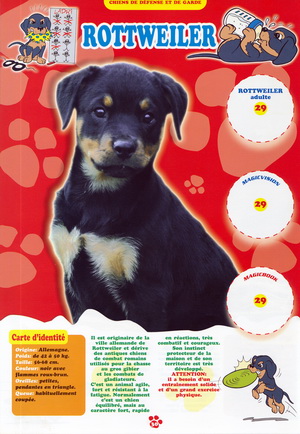 CHIENS DE DÉFENSE ET DE GARDE
ROTTWEILER
ROTTWEILER
adulte
29
MAGICVISION
29
MAGICBOOK
29
Carte d'identité
Origine: Allemagne.
Poids: de 42 à 50 kg.
Taille: 56-68 cm.
Couleur: noir avec
flammes roux-brun.
Oreilles: petites,
pendantes en triangle.
Queue: habituellement
coupée.
Il est originaire de la
ville allemande de
Rottweiler et dérive
des antiques chiens
de combat romains
utilisés pour la chasse
au gros gibier
et les combats de
gladiateurs.
C'est un animal agile,
fort et résistant à la
fatigue. Normalement
c'est un chien
équilibré, mais au
caractère fort, rapide
en réactions, très
combatif et courageux.
Son instinct
protecteur de la
maison et de son
territoire est très
développé.
ATTENTION:
il a besoin d'un
entraînement solide
et d'un grand exercice
physique.